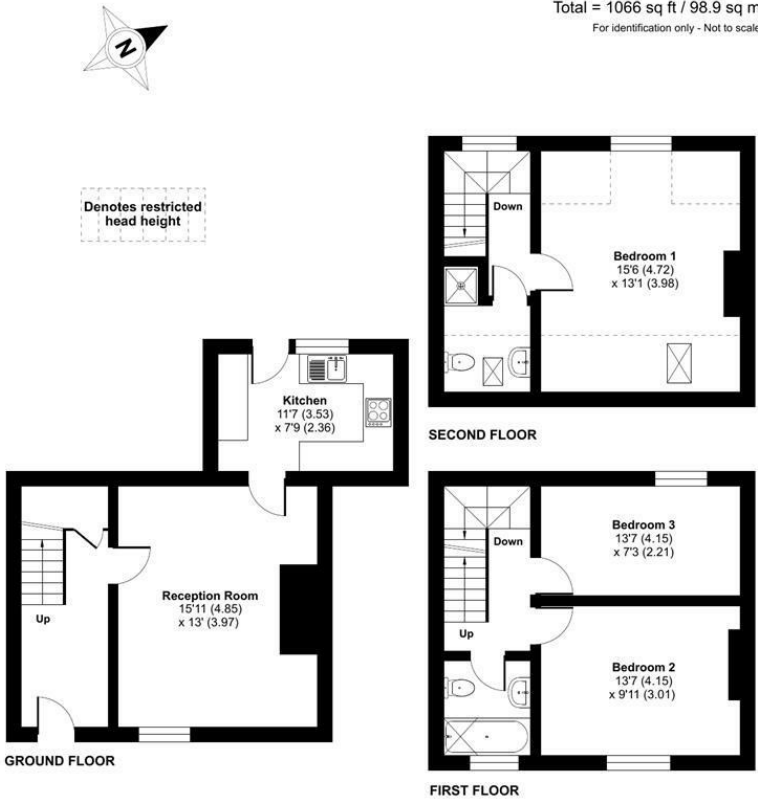 Total = 1066 sq ft / 98.9 sq m
For identification only - Not to scale
N
Denotes restricted
head height
Down
Bedroom 1
15'6 (4.72)
x 13'1 (3.98)
SECOND FLOOR
Kitchen
11'7 (3.53)
x 7'9 (2.36)
Reception Room
15'11 (4.85)
x 13' (3.97)
Up
GROUND FLOOR
Down
Up
Bedroom 3
13'7 (4.15)
x 7'3 (2.21)
Bedroom 2
13'7 (4.15)
x 9'11 (3.01)
FIRST FLOOR